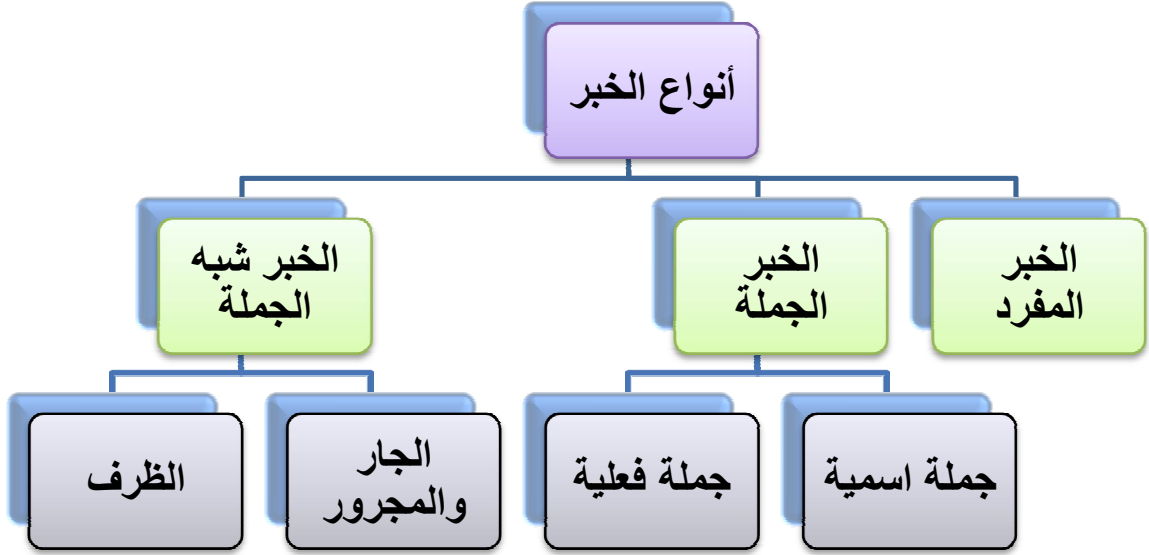 أنواع الخبر
الخبر
المفرد
الخبر
الجملة
الخبر شبه
الجملة
جملة اسمية
جملة فعلية
الجار
والمجرور
الظرف